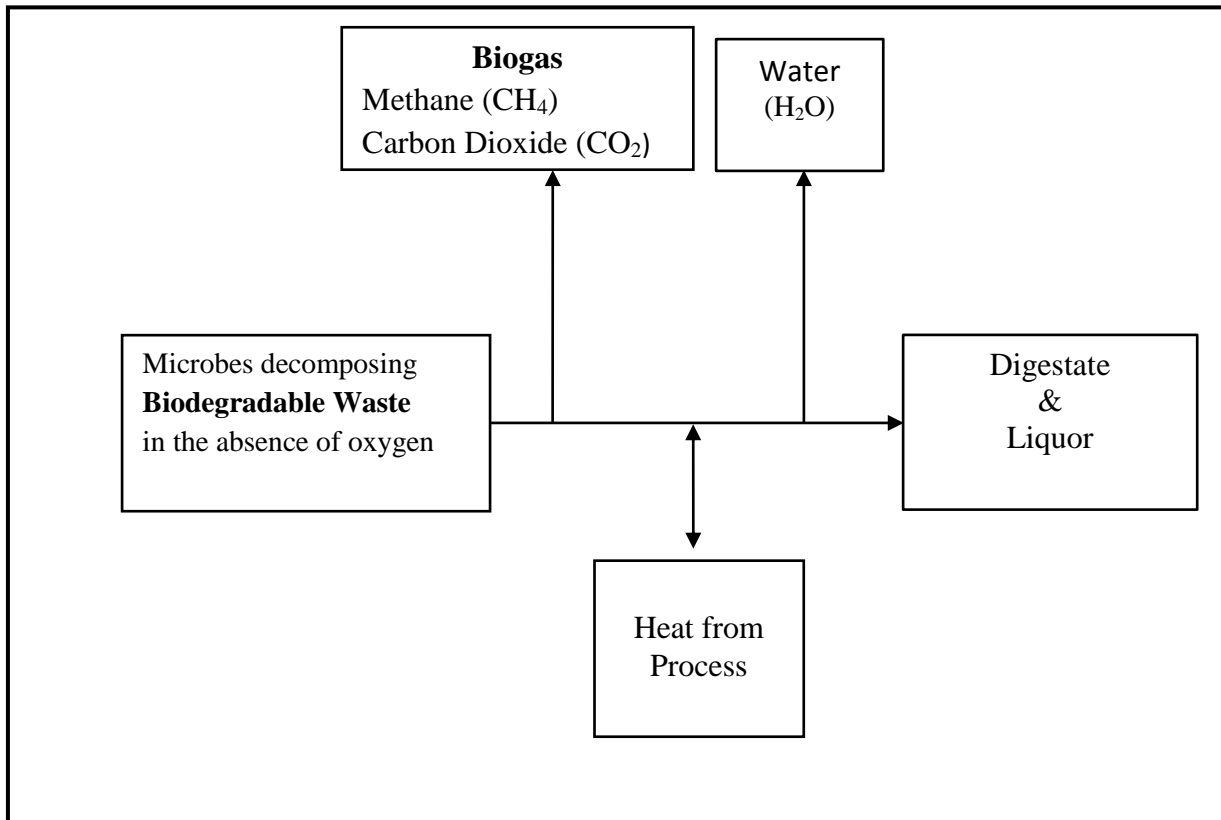 Biogas
Methane (CH₄)
Carbon Dioxide (CO₂)
Water
(H₂O)
Microbes decomposing
Biodegradable Waste
in the absence of oxygen
Digestate
&
Liquor
Heat from
Process